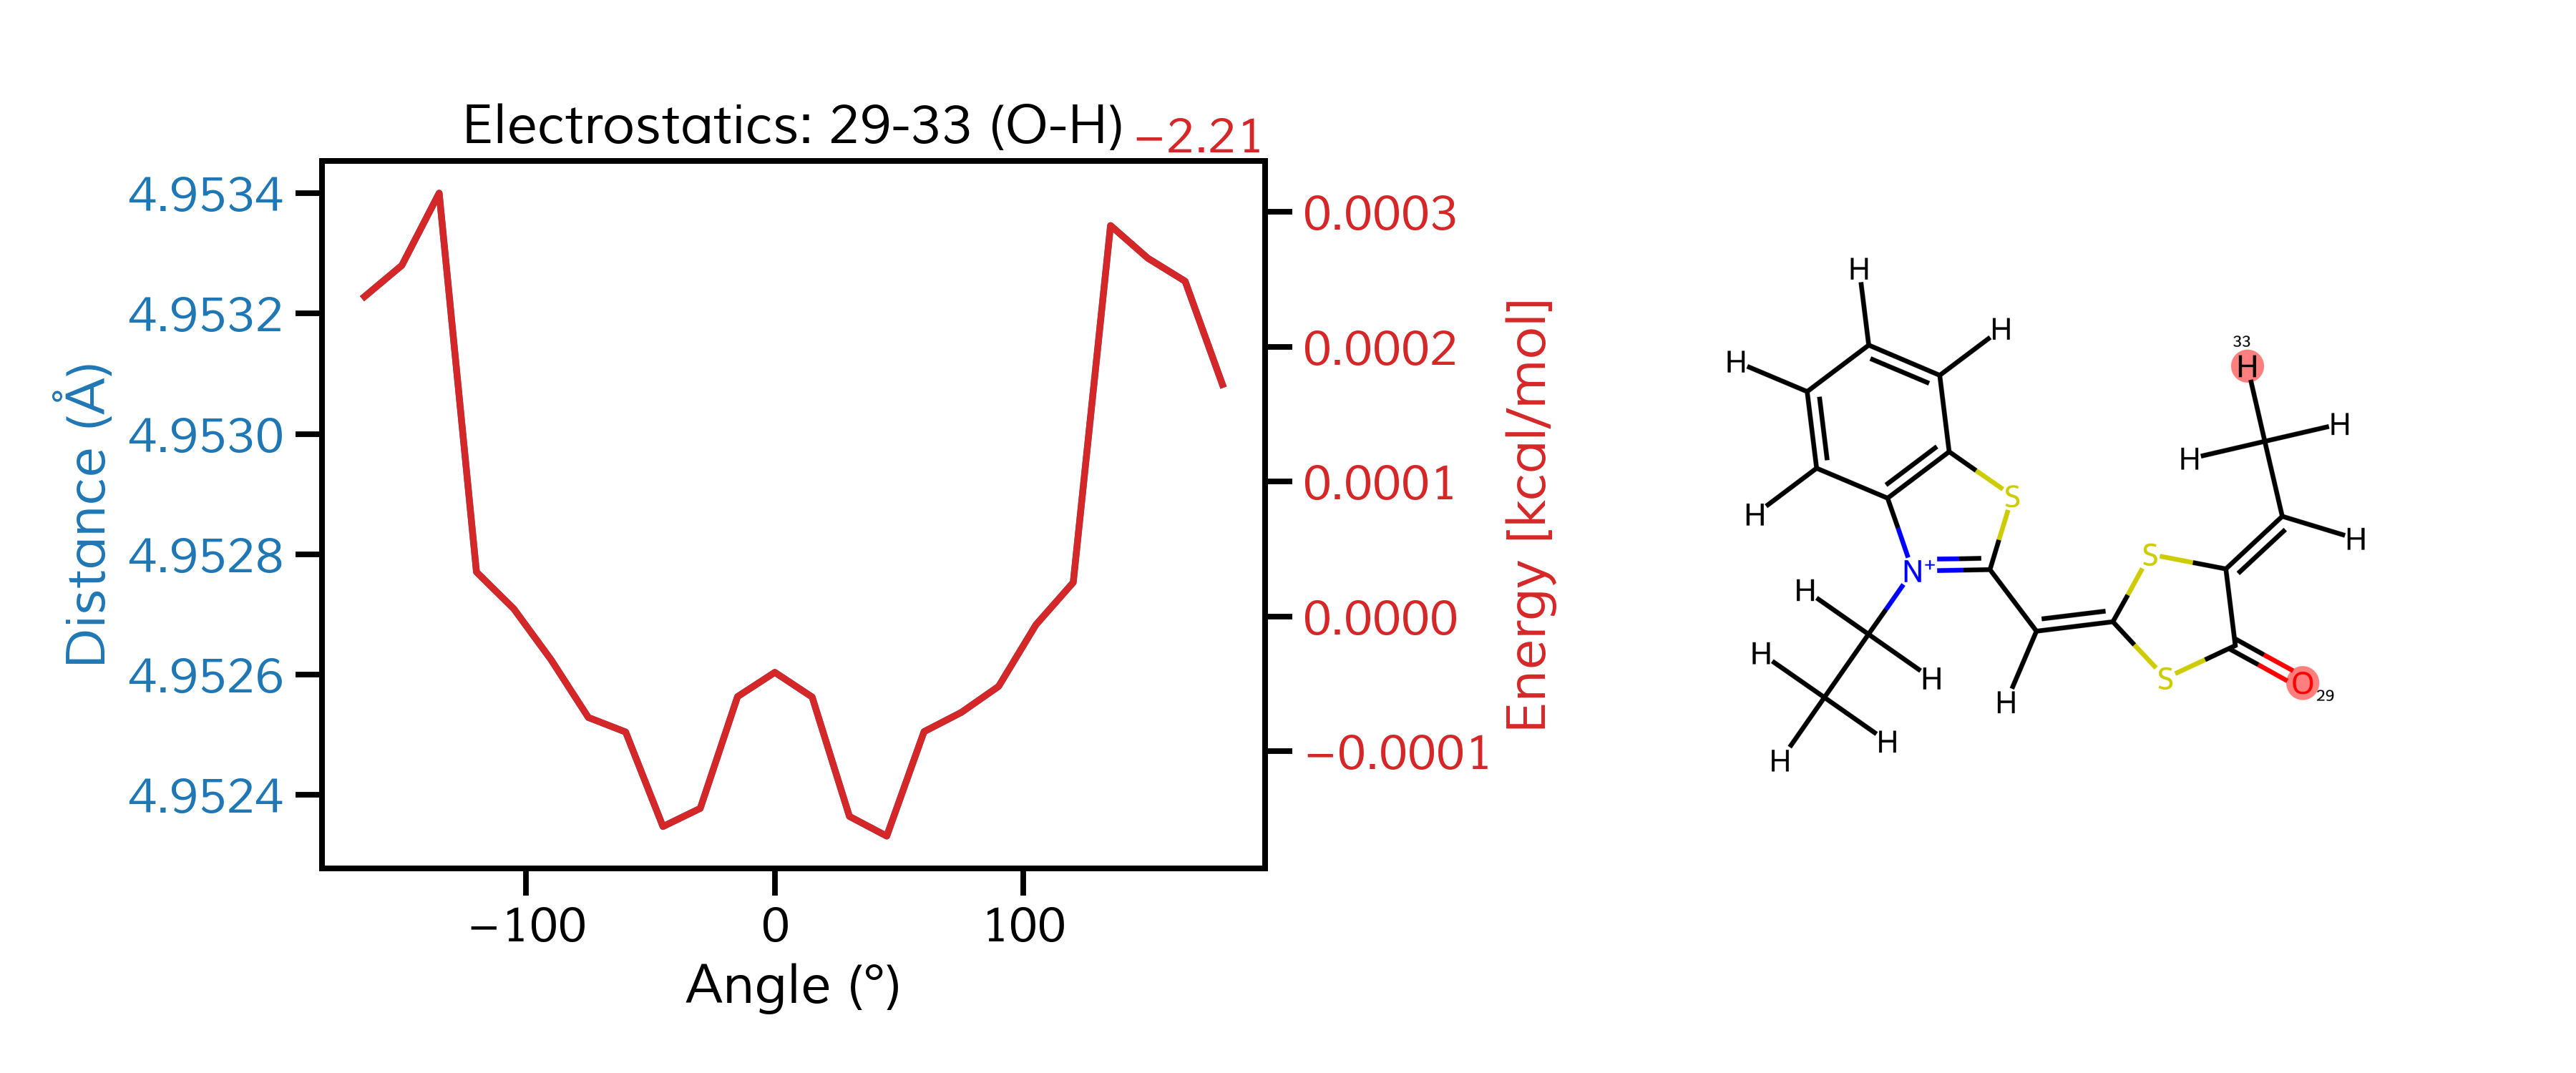 Electrostatics: 29-33 (O-H)
−2.21
Distance (Å)
4.9534
4.9532
4.9530
4.9528
4.9526
4.9524
−100
0
100
Angle (°)
0.0003
0.0002
0.0001
0.0000
−0.0001
Energy [kcal/mol]
H
H
H
33
H
H
H
H
H
S
H
S
N+
H
H
H
S
O
29
H
H
H